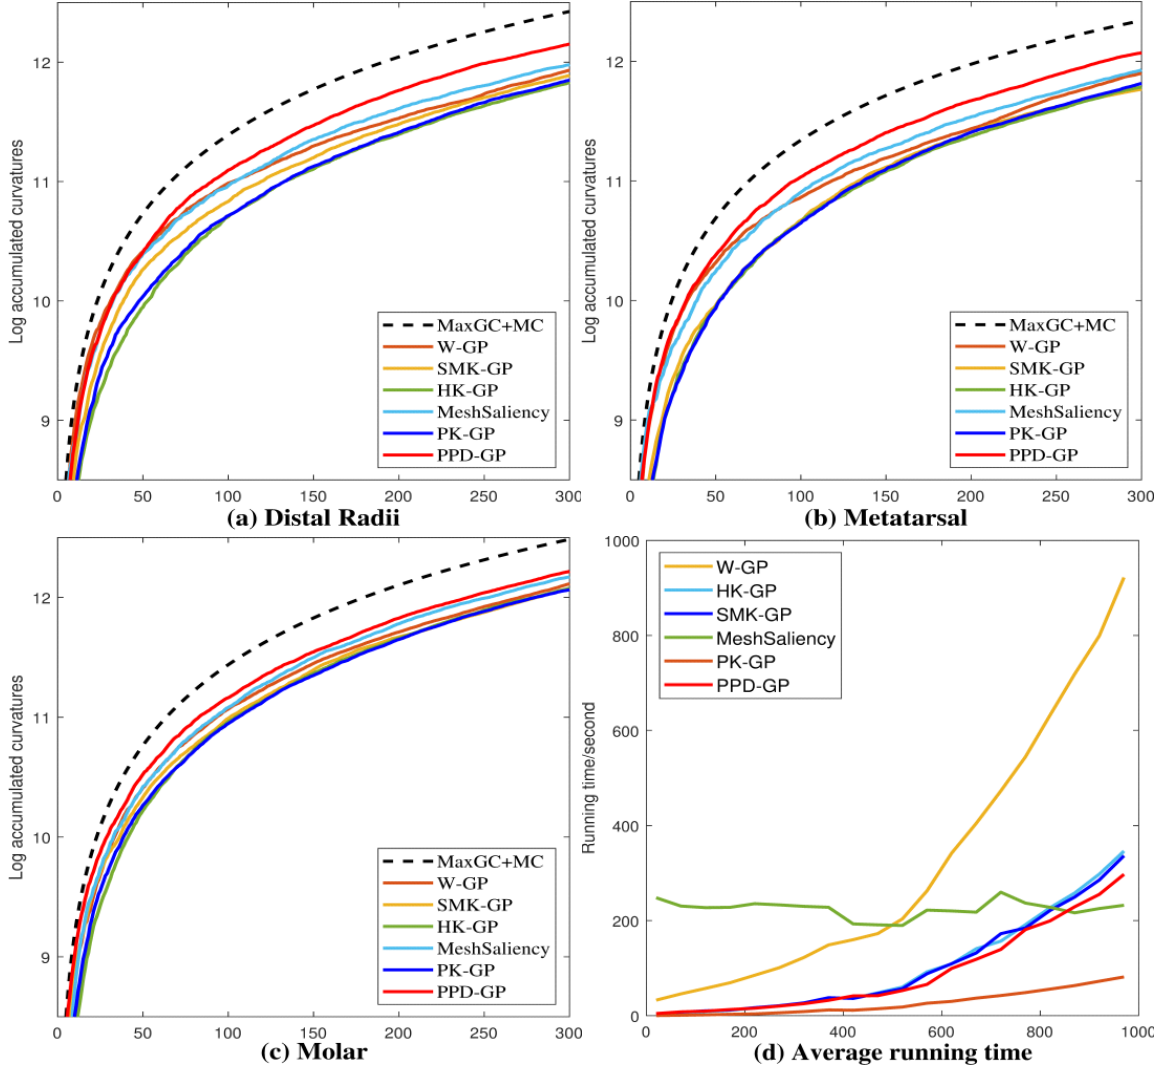 Log accumulated curvatures
12
11
10
9
MaxGC+MC
W-GP
SMK-GP
HK-GP
MeshSaliency
PK-GP
PPD-GP
0 50 100 150 200 250 300
(a) Distal Radii
Log accumulated curvatures
12
11
10
9
MaxGC+MC
W-GP
SMK-GP
HK-GP
MeshSaliency
PK-GP
PPD-GP
0 50 100 150 200 250 300
(b) Metatarsal
Log accumulated curvatures
12
11
10
9
MaxGC+MC
W-GP
SMK-GP
HK-GP
MeshSaliency
PK-GP
PPD-GP
0 50 100 150 200 250 300
(c) Molar
Running time/second
1000
800
600
400
200
0
W-GP
HK-GP
SMK-GP
MeshSaliency
PK-GP
PPD-GP
0 200 400 600 800 1000
(d) Average running time